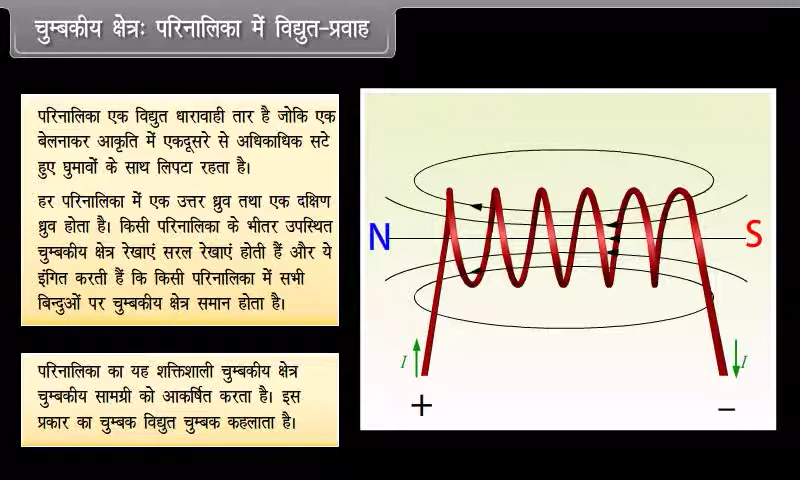 चुम्बकीय क्षेत्रः परिनालिका में विद्युत-प्रवाह
परिनालिका एक विद्युत धारावाही तार है जोकि एक
बेलनाकर आकृति में एकदूसरे से अधिकाधिक सटे
हुए घुमावों के साथ लिपटा रहता है।
हर परिनालिका में एक उत्तर ध्रुव तथा एक दक्षिण
ध्रुव होता है। किसी परिनालिका के भीतर उपस्थित
चुम्बकीय क्षेत्र रेखाएं सरल रेखाएं होती हैं और ये
इंगित करती हैं कि किसी परिनालिका में सभी
बिन्दुओं पर चुम्बकीय क्षेत्र समान होता है।
परिनालिका का यह शक्तिशाली चुम्बकीय क्षेत्र
चुम्बकीय सामग्री को आकर्षित करता है। इस
प्रकार का चुम्बक विद्युत चुम्बक कहलाता है।
N S
I I
+ –